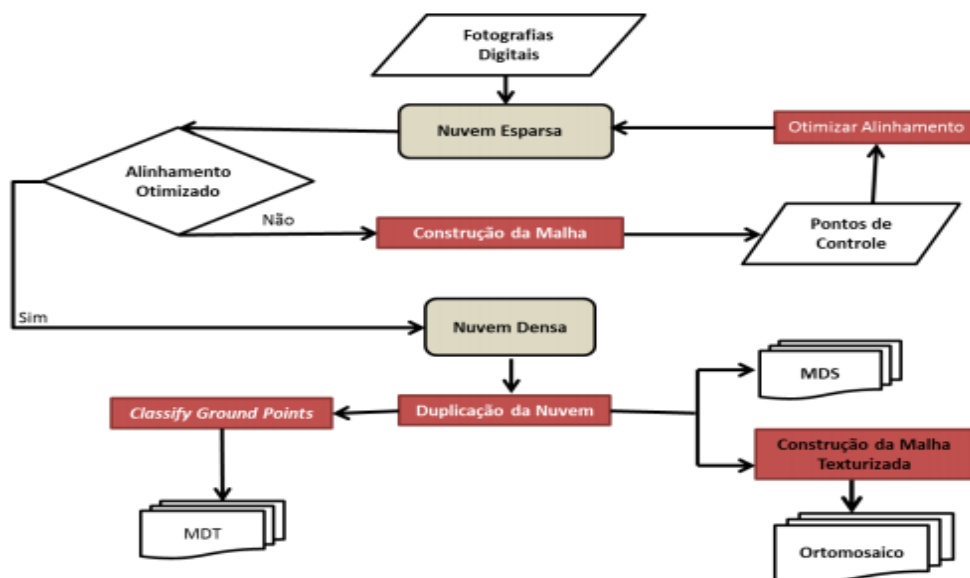 Fotografias
Digitais
Nuvem Esparsa
Otimizar Alinhamento
Alinhamento
Otimizado
Não
Construção da Malha
Pontos de
Controle
Sim
Nuvem Densa
MDS
Classify Ground Points
Duplicação da Nuvem
Construção da Malha
Texturizada
MDT
Ortomosaico